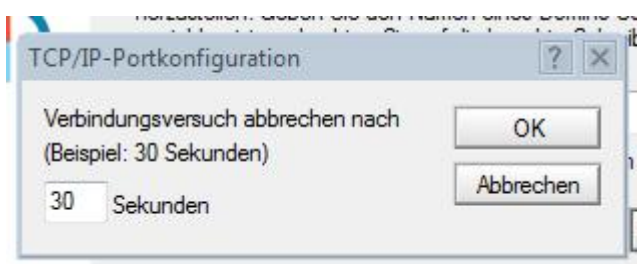 TCP/IP-Portkonfiguration
Verbindungsversuch abbrechen nach
(Beispiel: 30 Sekunden)
30 Sekunden
OK
Abbrechen